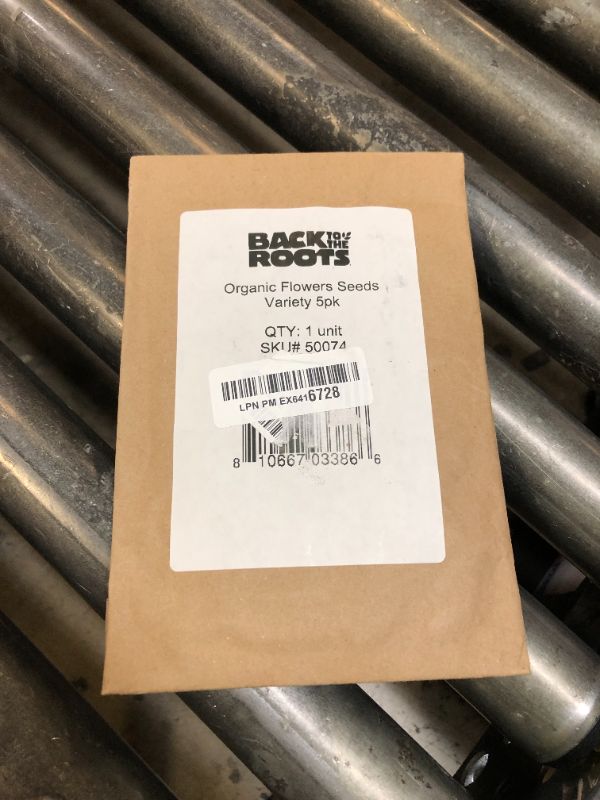 BACK TO THE
ROOTS
Organic Flowers Seeds
Variety 5pk
QTY: 1 unit
SKU# 50074
LPN PM EX6416728
8 10667 03386 6